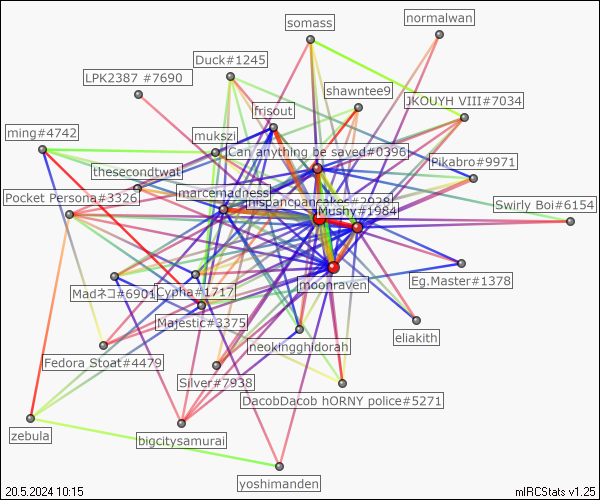 normalwan
somass
Duck#1245
LPK2387 #7690
shawntee9
JKOUYH VIII#7034
frisout
ming#4742
mukszi
Can anything be saved#0396
Pikabro#9971
thesecondtwat
marcemadness
Pocket Persona#3326
hispancpancakes#2928
Mushy#1984
Swirly Boi#6154
moonraven
Eg.Master#1378
Madネコ#6901
Cypha#1717
Majestic#3375
eliakith
neokingghidorah
Fedora Stoat#4479
Silver#7938
DacobDacob hORNY police#5271
zebula
bigcitysamurai
yoshimanden
20.5.2024 10:15
mIRCStats v1.25